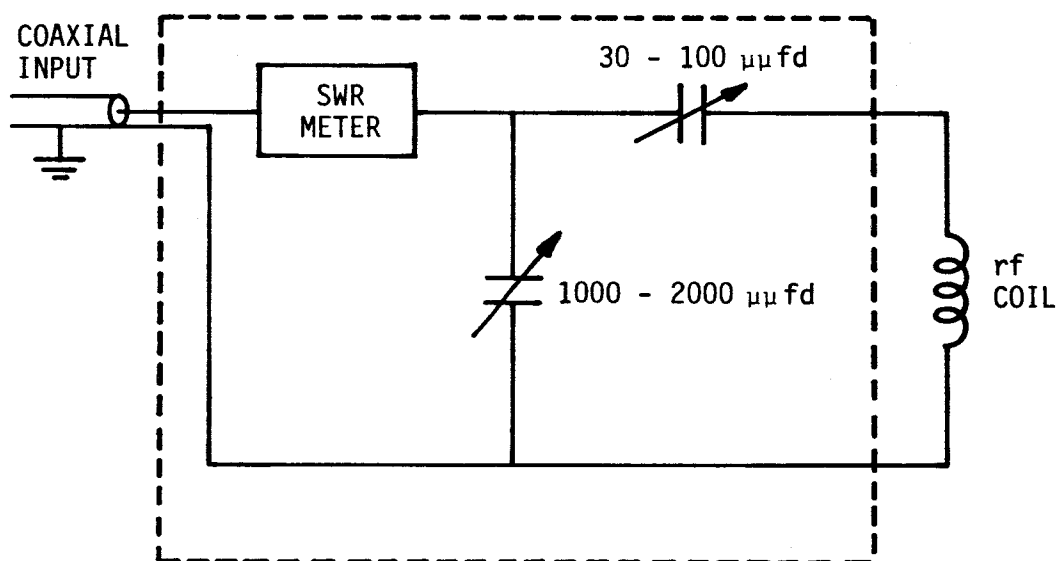 COAXIAL
INPUT
SWR
METER
30 - 100 μμfd
1000 - 2000 μμfd
rf
COIL